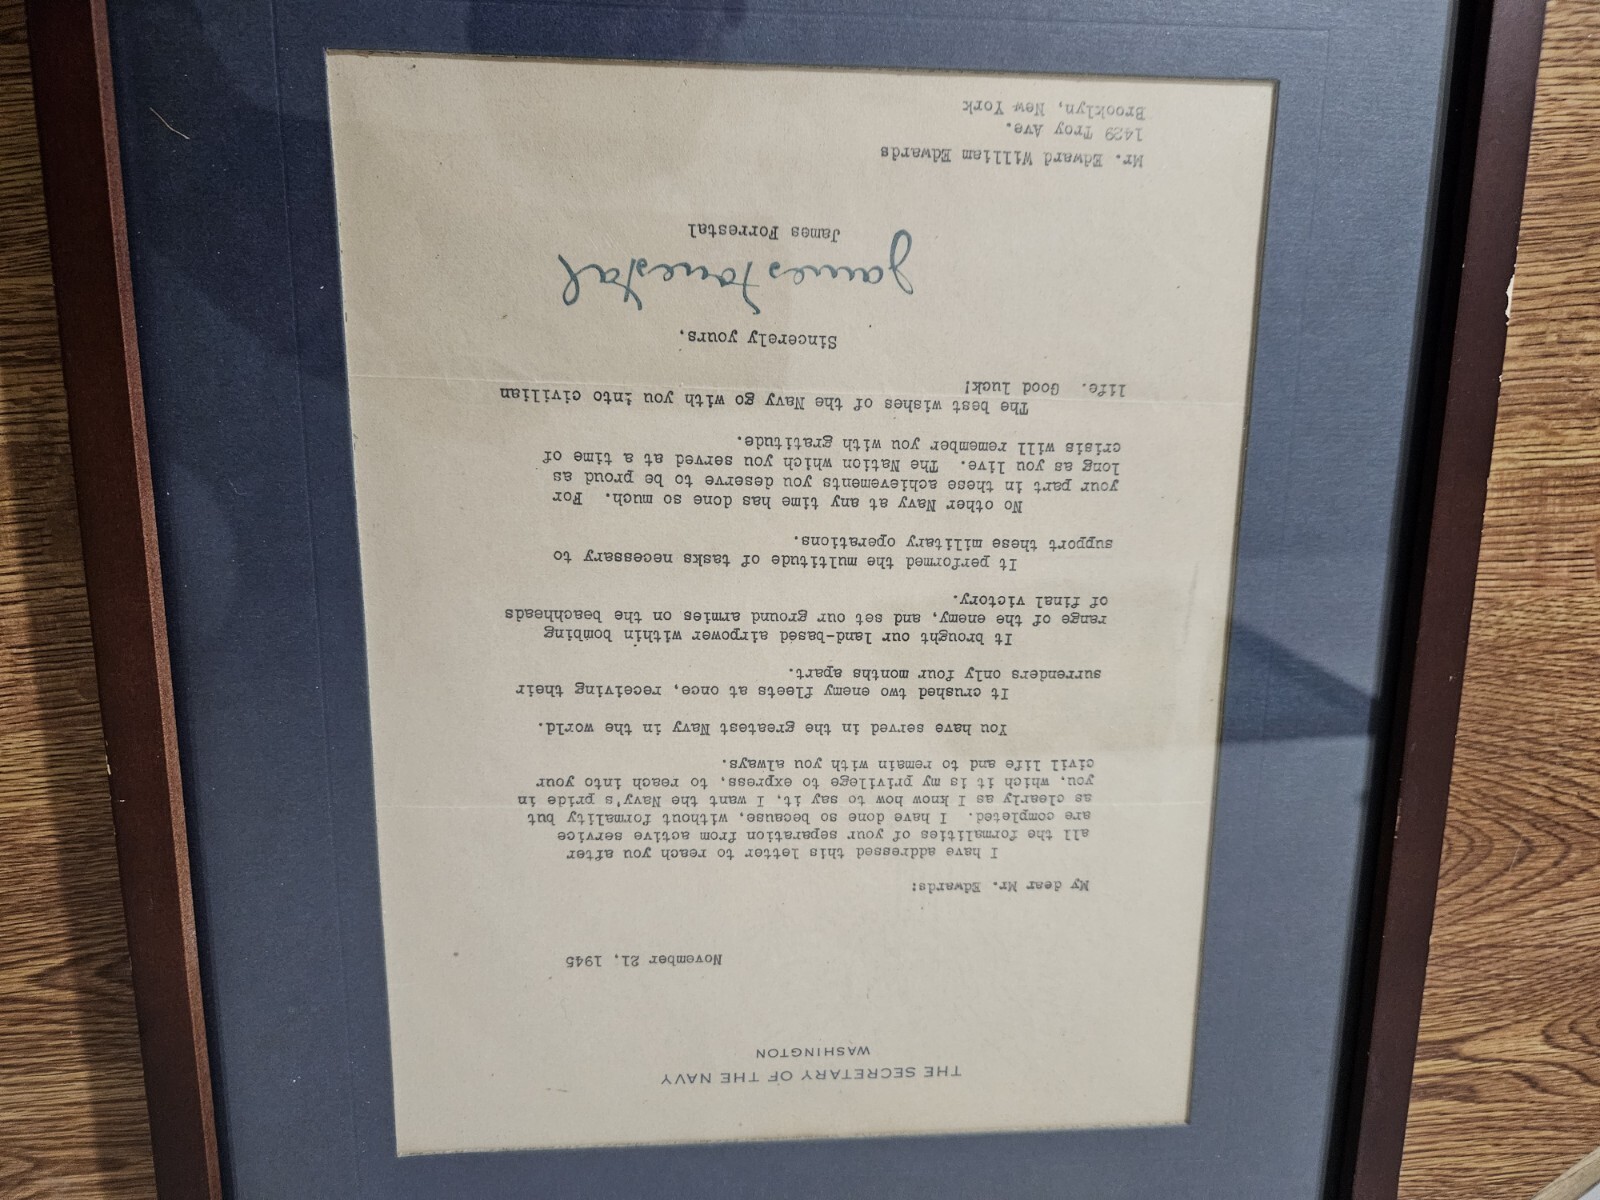 THE SECRETARY OF THE NAVY
WASHINGTON
November 21, 1945
My dear Mr. Edwards:
I have addressed this letter to reach you after
all the formalities of your separation from active service
are completed. I have done so because, without formality but
as clearly as I know how to say it, I want the Navy's pride in
you, which it is my privilege to express, to reach into your
civil life and to remain with you always.
You have served in the greatest Navy in the world.
It crushed two enemy fleets at once, receiving their
surrenders only four months apart.
It brought our land-based airpower within bombing
range of the enemy, and set our ground armies on the beachheads
of final victory.
It performed the multitude of tasks necessary to
support these military operations.
No other Navy at any time has done so much. For
your part in these achievements you deserve to be proud as
long as you live. The Nation which you served at a time of
crisis will remember you with gratitude.
The best wishes of the Navy go with you into civilian
life. Good luck!
Sincerely yours,
James Forrestal
James Forrestal
Mr. Edward William Edwards
1429 Troy Ave.
Brooklyn, New York